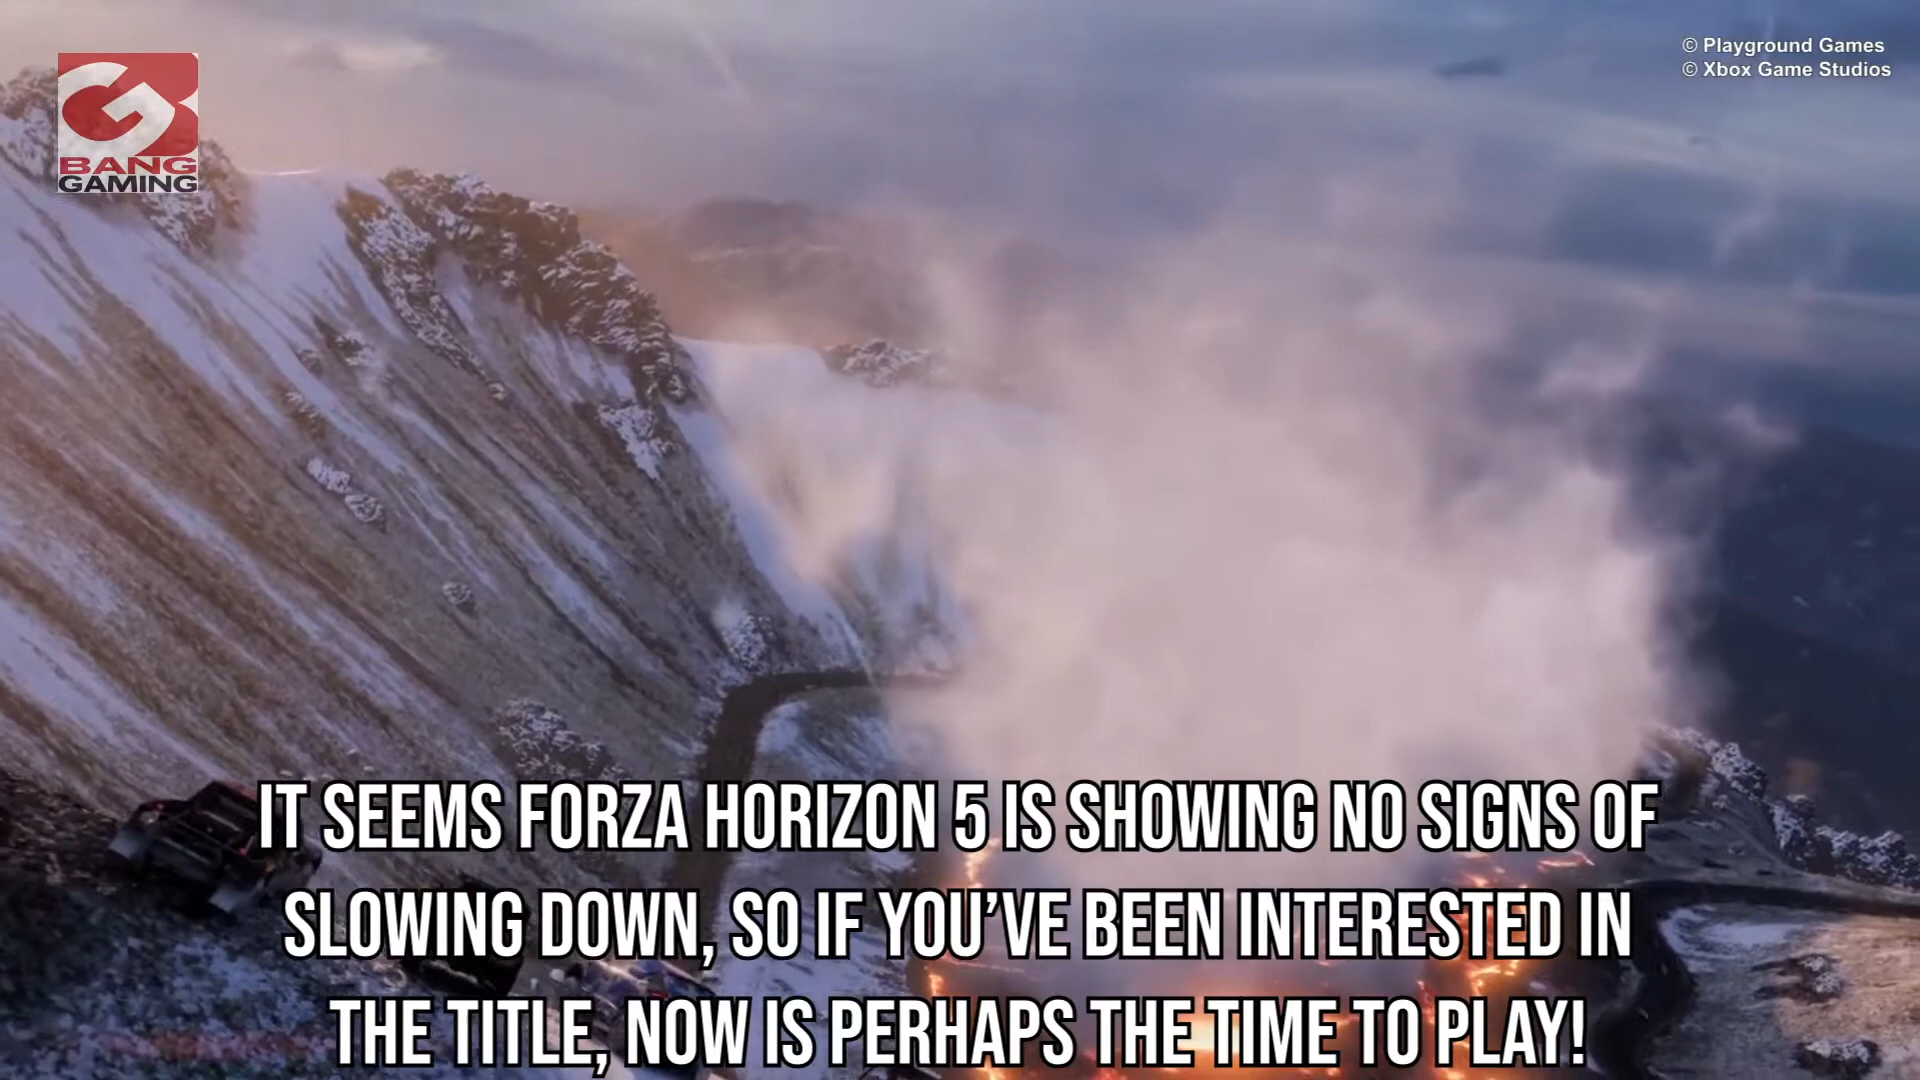 © Playground Games
© Xbox Game Studios
BANG
GAMING
IT SEEMS FORZA HORIZON 5 IS SHOWING NO SIGNS OF
SLOWING DOWN, SO IF YOU’VE BEEN INTERESTED IN
THE TITLE, NOW IS PERHAPS THE TIME TO PLAY!